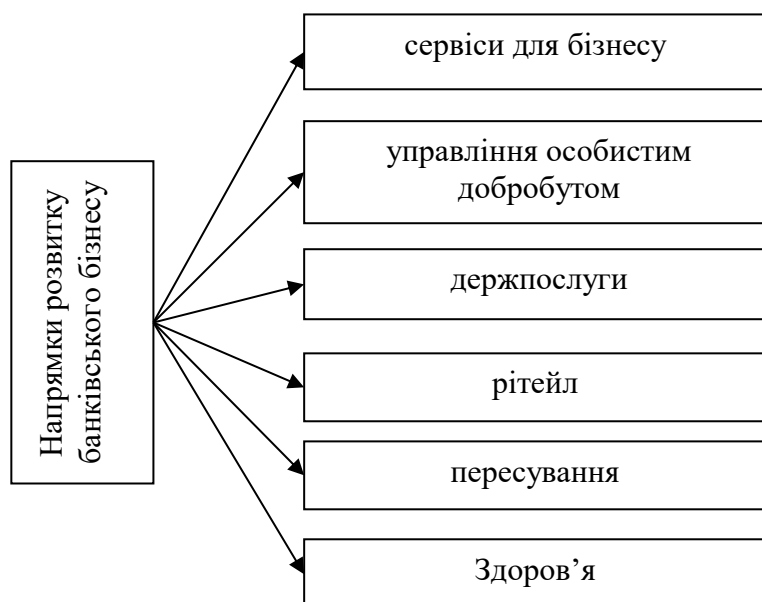 Напрямки розвитку
банківського бізнесу
сервіси для бізнесу
управління особистим
добробутом
держпослуги
рітейл
пересування
Здоров’я